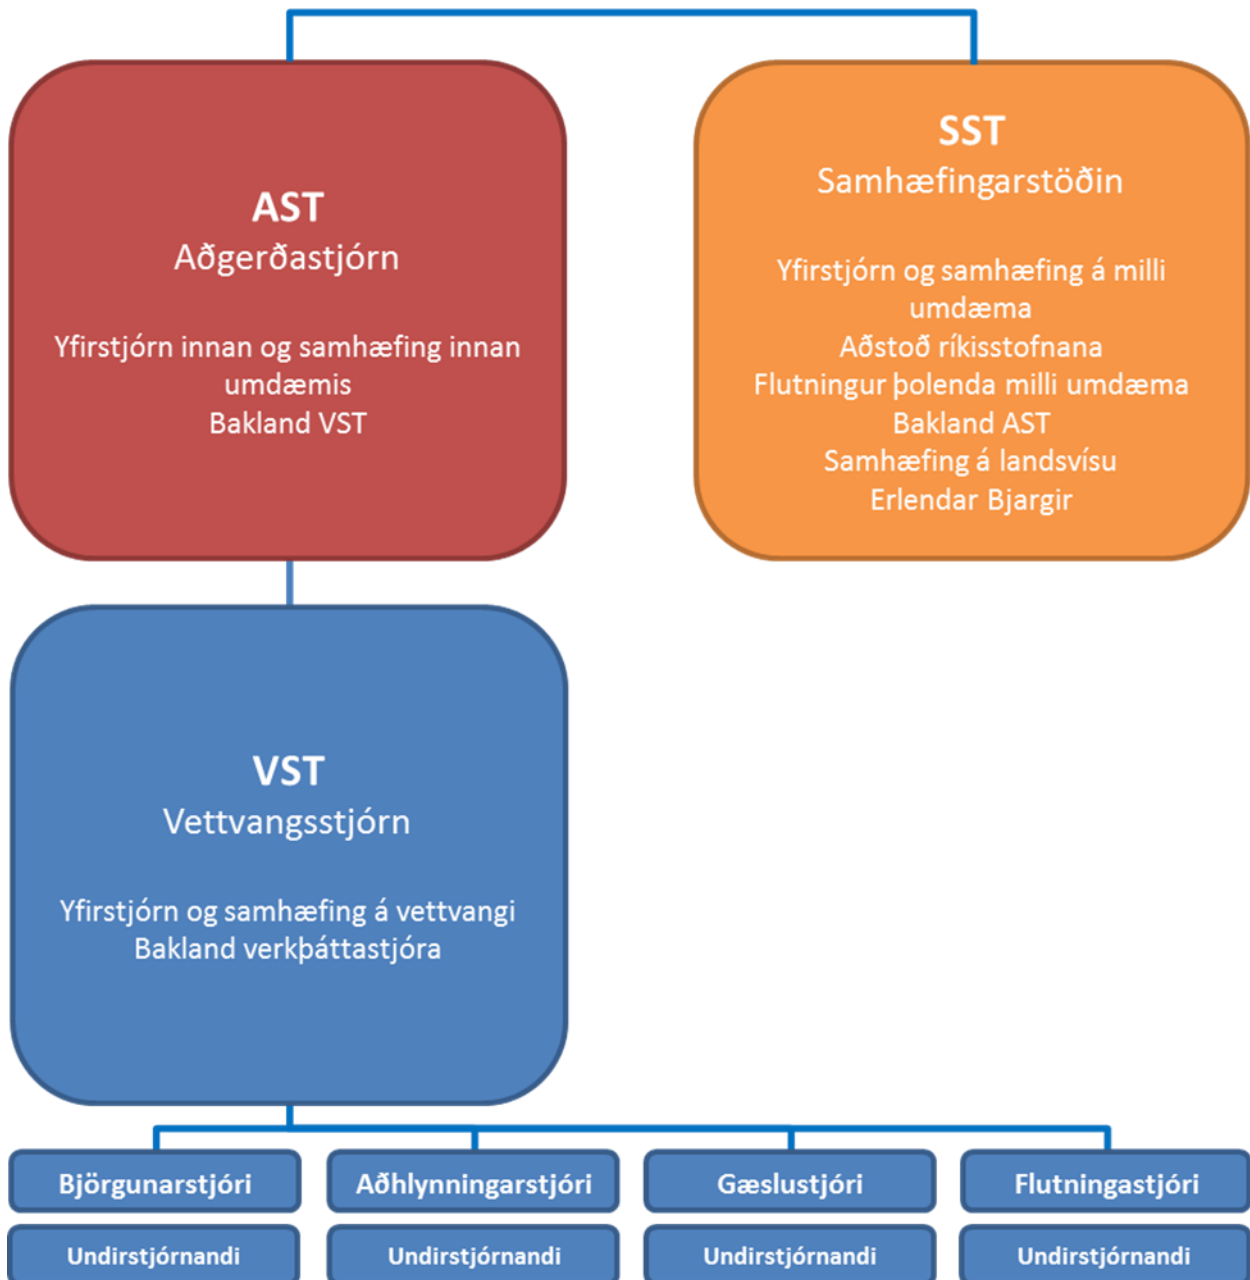 AST
Aðgerðastjórn
Yfirstjórn innan og samhæfing innan
umdæmis
Bakland VST
SST
Samhæfingarstöðin
Yfirstjórn og samhæfing á milli
umdæma
Aðstoð ríkisstofnana
Flutningur þolenda milli umdæma
Bakland AST
Samhæfing á landsvísu
Erlendar Bjargir
VST
Vettvangsstjórn
Yfirstjórn og samhæfing á vettvangi
Bakland verkþáttastjóra
Björgunarstjóri
Aðhlynningarstjóri
Gæslustjóri
Flutningastjóri
Undirstjórnandi
Undirstjórnandi
Undirstjórnandi
Undirstjórnandi